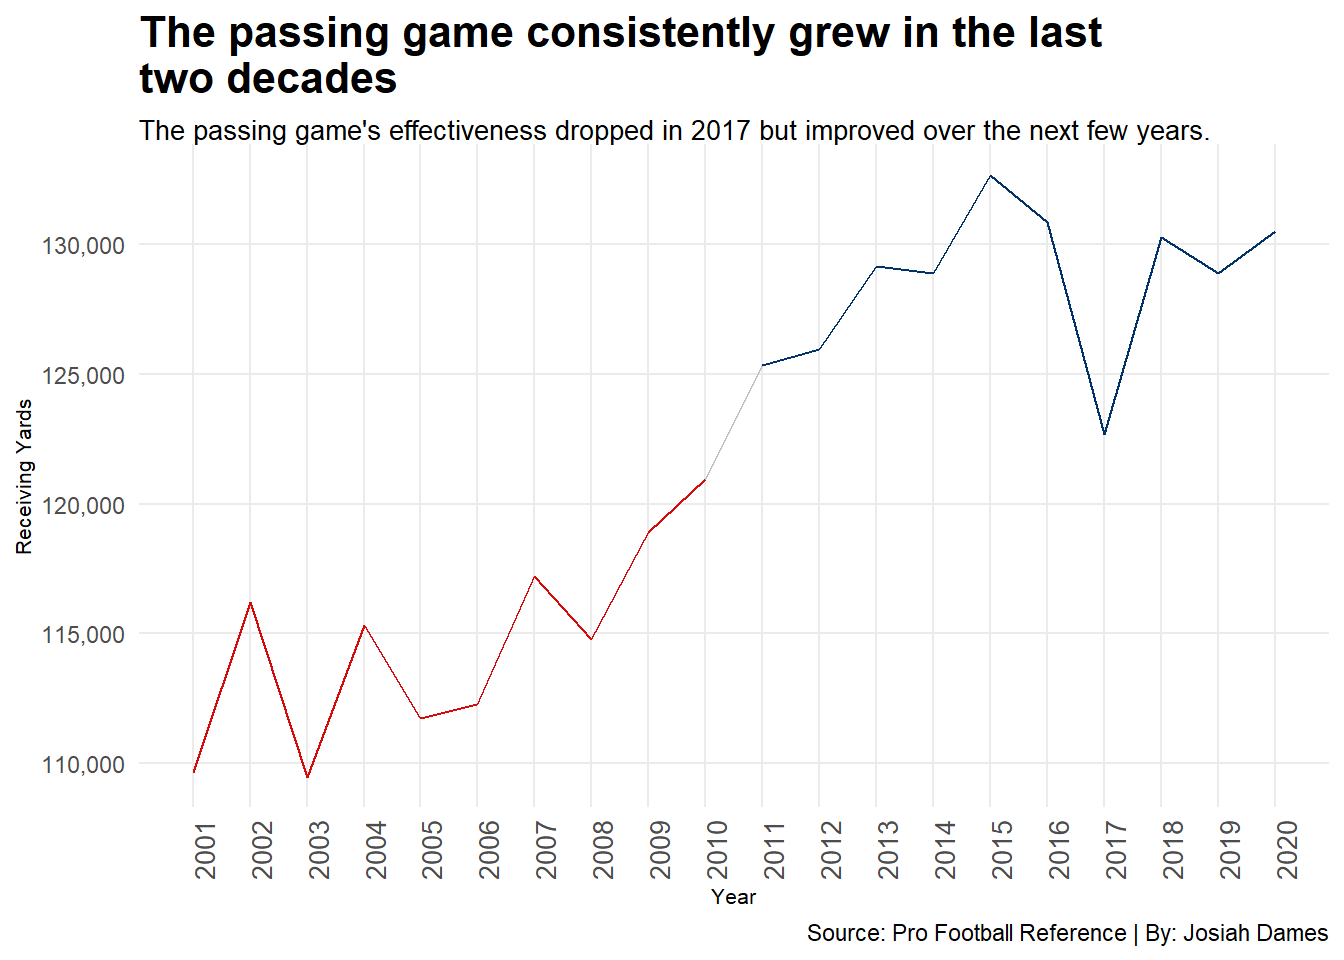 The passing game consistently grew in the last
two decades
The passing game's effectiveness dropped in 2017 but improved over the next few years.
Receiving Yards
130,000
125,000
120,000
115,000
110,000
2001 2002 2003 2004 2005 2006 2007 2008 2009 2010 2011 2012 2013 2014 2015 2016 2017 2018 2019 2020
Year
Source: Pro Football Reference | By: Josiah Dames